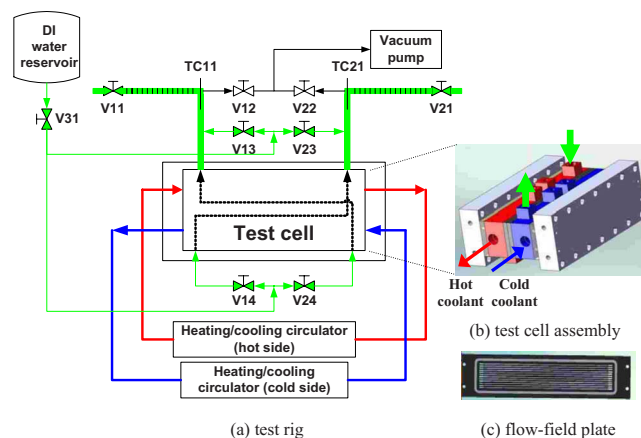 DI
water
reservoir
V31
V11
TC11
V12
V22
TC21
Vacuum
pump
V21
V13
V23
Test cell
V14
V24
Heating/cooling circulator
(hot side)
Heating/cooling
circulator (cold side)
(a) test rig
Hot
coolant
Cold
coolant
(b) test cell assembly
(c) flow-field plate